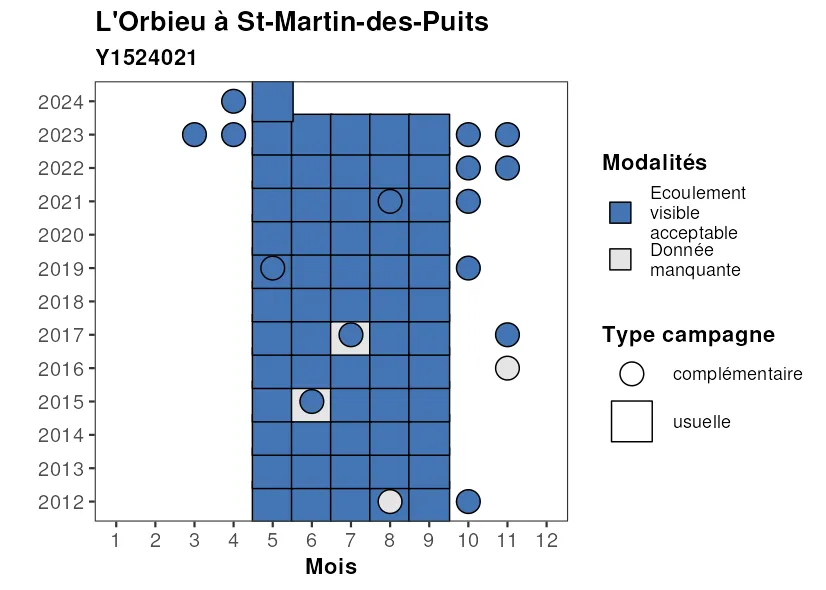 L'Orbieu à St-Martin-des-Puits
Y1524021
2024
2023
2022
2021
2020
2019
2018
2017
2016
2015
2014
2013
2012
1 2 3 4 5 6 7 8 9 10 11 12
Mois
Modalités
Ecoulement
visible
acceptable
Donnée
manquante
Type campagne
complémentaire
usuelle